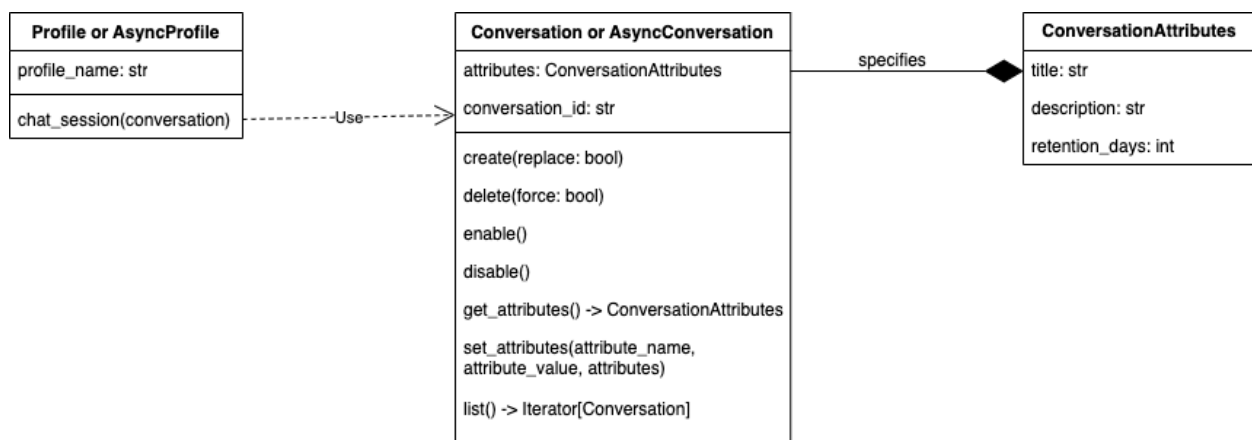 Profile or AsyncProfile
profile_name: str
chat_session(conversation)
Use
Conversation or AsyncConversation
attributes: ConversationAttributes
conversation_id: str
create(replace: bool)
delete(force: bool)
enable()
disable()
get_attributes() -> ConversationAttributes
set_attributes(attribute_name,
attribute_value, attributes)
list() -> Iterator[Conversation]
specifies
ConversationAttributes
title: str
description: str
retention_days: int